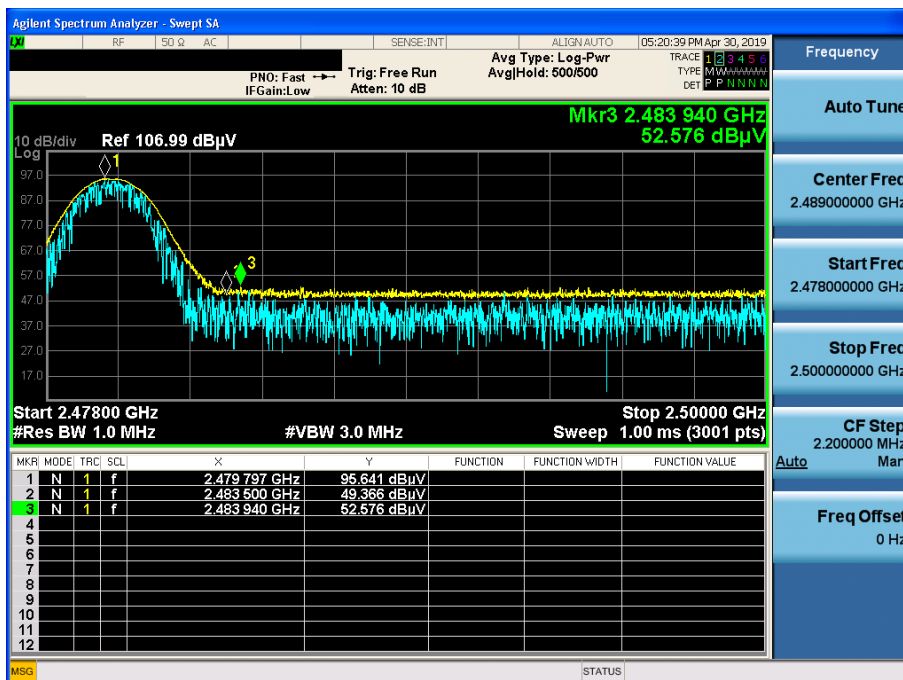 Agilent Spectrum Analyzer - Swept SA
LXI RF 50 Ω AC SENSE:INT ALIGN AUTO 05:20:39 PM Apr 30, 2019
PNO: Fast Trig: Free Run Avg Type: Log-Pwr TRACE 1 2 3 4 5 6
IFGain:Low Atten: 10 dB Avg|Hold: 500/500 TYPE M
DET P P N N N N
Mkr3 2.483 940 GHz
52.576 dBµV
10 dB/div Ref 106.99 dBµV
Log
1
97.0
87.0
77.0
67.0
3
57.0
47.0
37.0
27.0
17.0
Start 2.47800 GHz Stop 2.50000 GHz
#Res BW 1.0 MHz #VBW 3.0 MHz Sweep 1.00 ms (3001 pts)
MKR MODE TRC SCL X Y FUNCTION FUNCTION WIDTH FUNCTION VALUE
1 N 1 f 2.479 797 GHz 95.641 dBµV
2 N 1 f 2.483 500 GHz 49.366 dBµV
3 N 1 f 2.483 940 GHz 52.576 dBµV
4
5
6
7
8
9
10
11
12
MSG STATUS
Frequency
Auto Tune
Center Freq
2.489000000 GHz
Start Freq
2.478000000 GHz
Stop Freq
2.500000000 GHz
CF Step
2.200000 MHz
Auto Man
Freq Offset
0 Hz